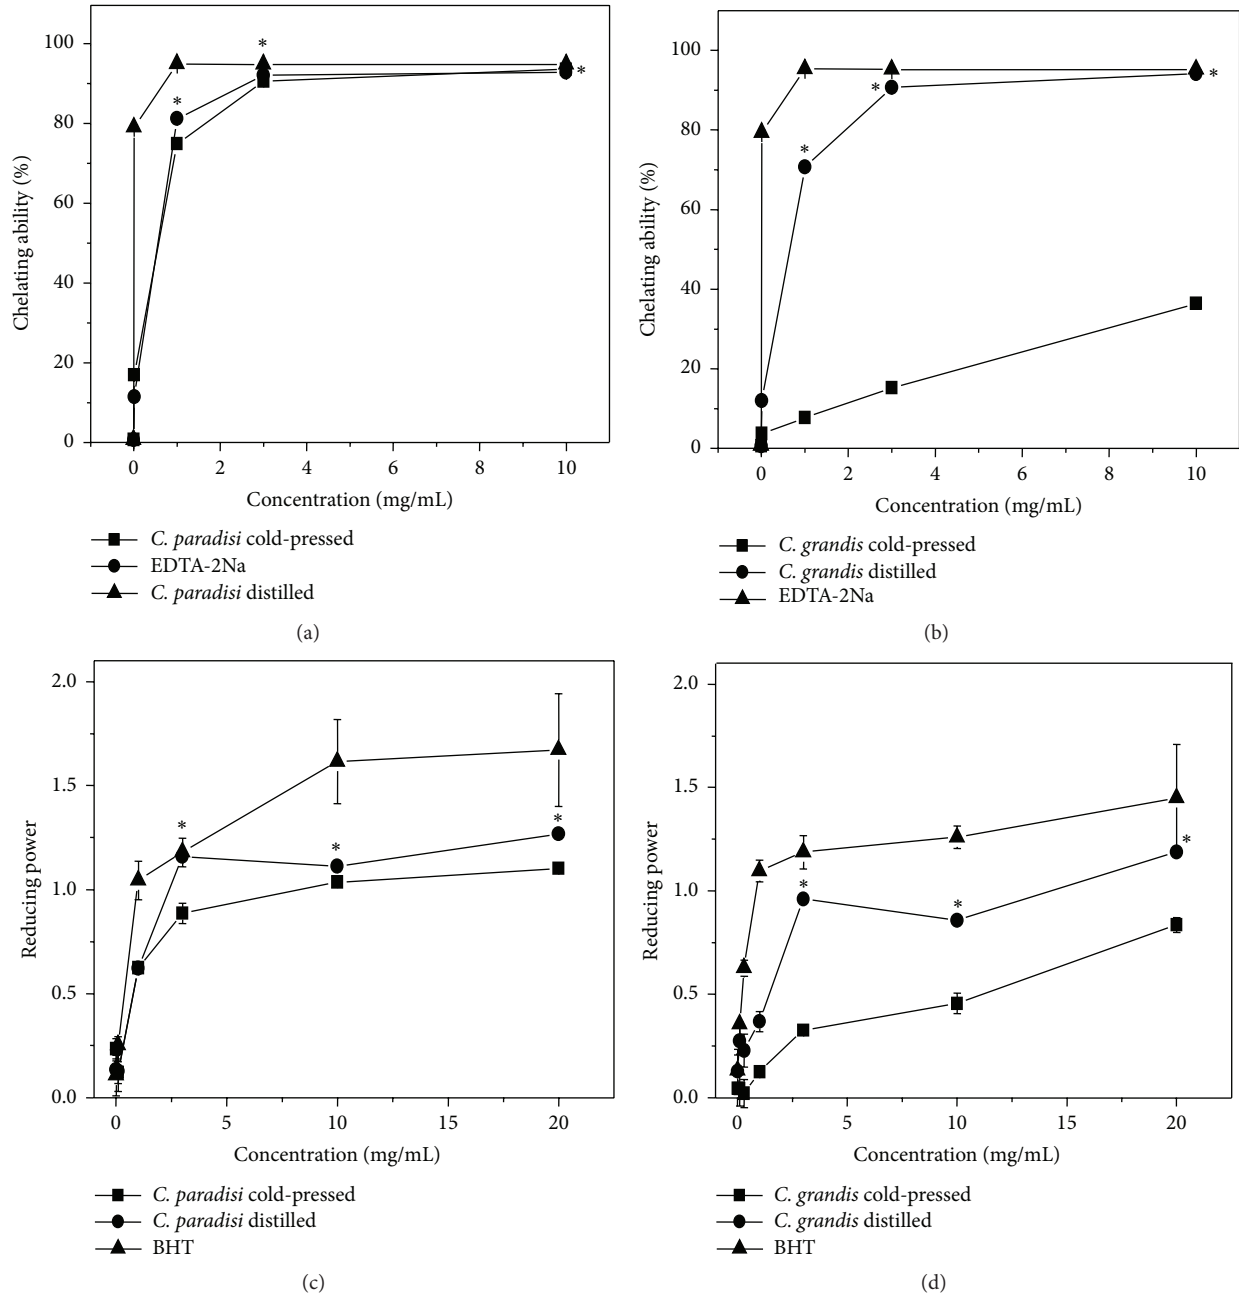 100
80
60
40
20
0
Chelating ability (%)
*
*
*
0 2 4 6 8 10
Concentration (mg/mL)
C. paradisi cold-pressed
EDTA-2Na
C. paradisi distilled
(a)
100
80
60
40
20
0
Chelating ability (%)
*
*
*
0 2 4 6 8 10
Concentration (mg/mL)
C. grandis cold-pressed
C. grandis distilled
EDTA-2Na
(b)
2.0
1.5
1.0
0.5
0.0
Reducing power
*
*
*
0 5 10 15 20
Concentration (mg/mL)
C. paradisi cold-pressed
C. paradisi distilled
BHT
(c)
2.0
1.5
1.0
0.5
0.0
Reducing power
*
*
*
0 5 10 15 20
Concentration (mg/mL)
C. grandis cold-pressed
C. grandis distilled
BHT
(d)